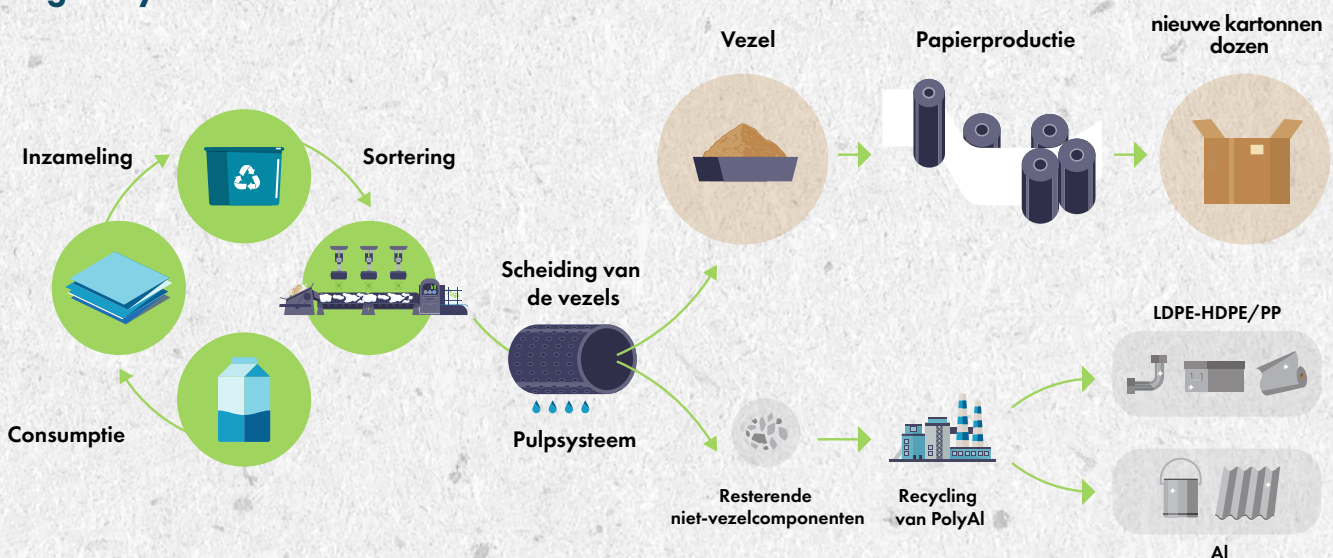 Vezel
Papierproductie
nieuwe kartonnen
dozen
Inzameling
Sortering
Scheiding van
de vezels
Consumptie
Pulpsysteem
LDPE-HDPE/PP
Resterende
niet-vezelcomponenten
Recycling
van PolyAl
Al